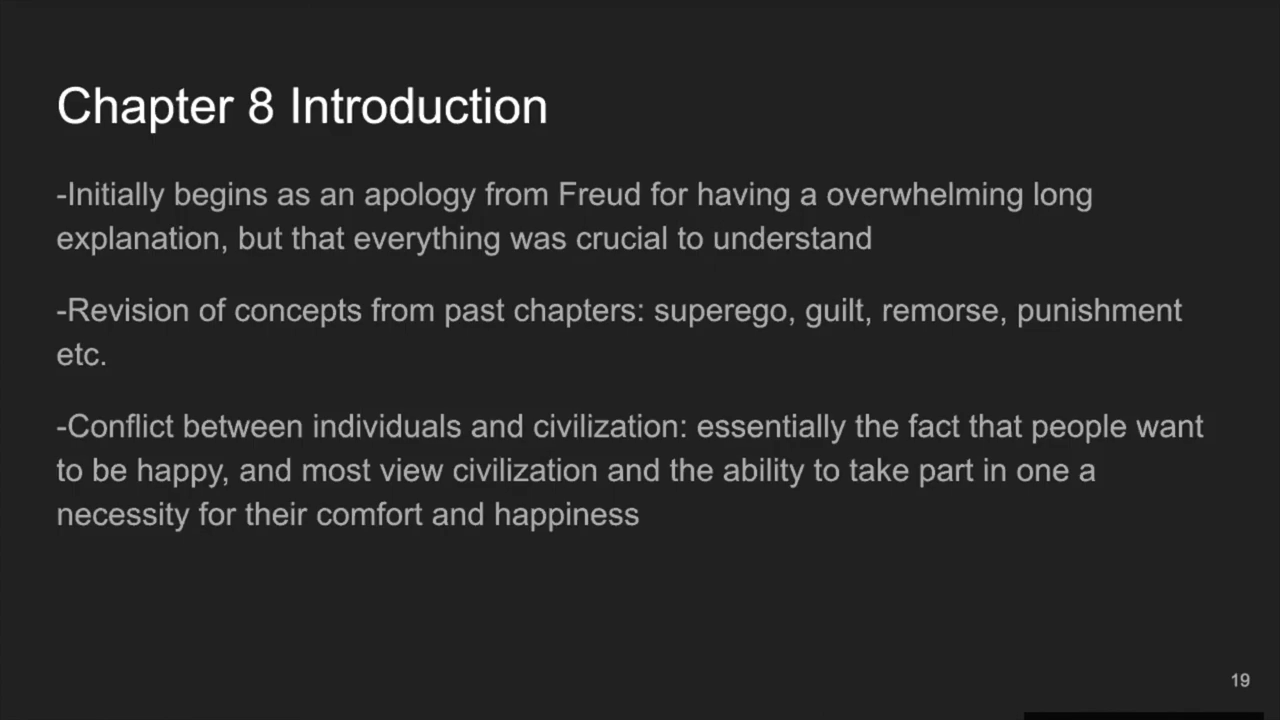 Chapter 8 Introduction
-Initially begins as an apology from Freud for having a overwhelming long
explanation, but that everything was crucial to understand
-Revision of concepts from past chapters: superego, guilt, remorse, punishment
etc.
-Conflict between individuals and civilization: essentially the fact that people want
to be happy, and most view civilization and the ability to take part in one a
necessity for their comfort and happiness
19